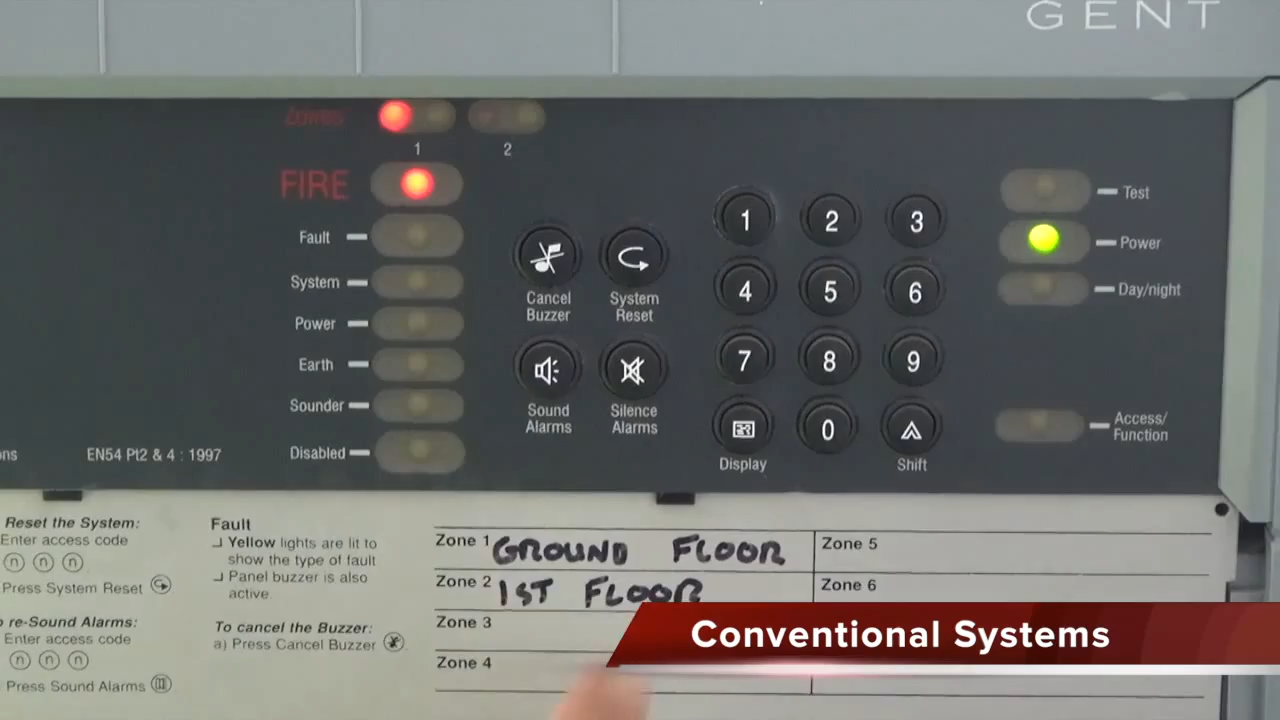 GENT
Zones
1 2
FIRE
Fault
System
Power
Earth
Sounder
Disabled
EN54 Pt2 & 4 : 1997
Cancel
Buzzer
System
Reset
Sound
Alarms
Silence
Alarms
1 2 3
4 5 6
7 8 9
0
Display
Shift
Test
Power
Day/night
Access/
Function
Reset the System:
Enter access code
n n n
Press System Reset
re-Sound Alarms:
Enter access code
n n n
Press Sound Alarms
Fault
Yellow lights are lit to
show the type of fault
Panel buzzer is also
active.
To cancel the Buzzer:
a) Press Cancel Buzzer
Zone 1 GROUND FLOOR
Zone 2 1ST FLOOR
Zone 3
Zone 4
Zone 5
Zone 6
Conventional Systems